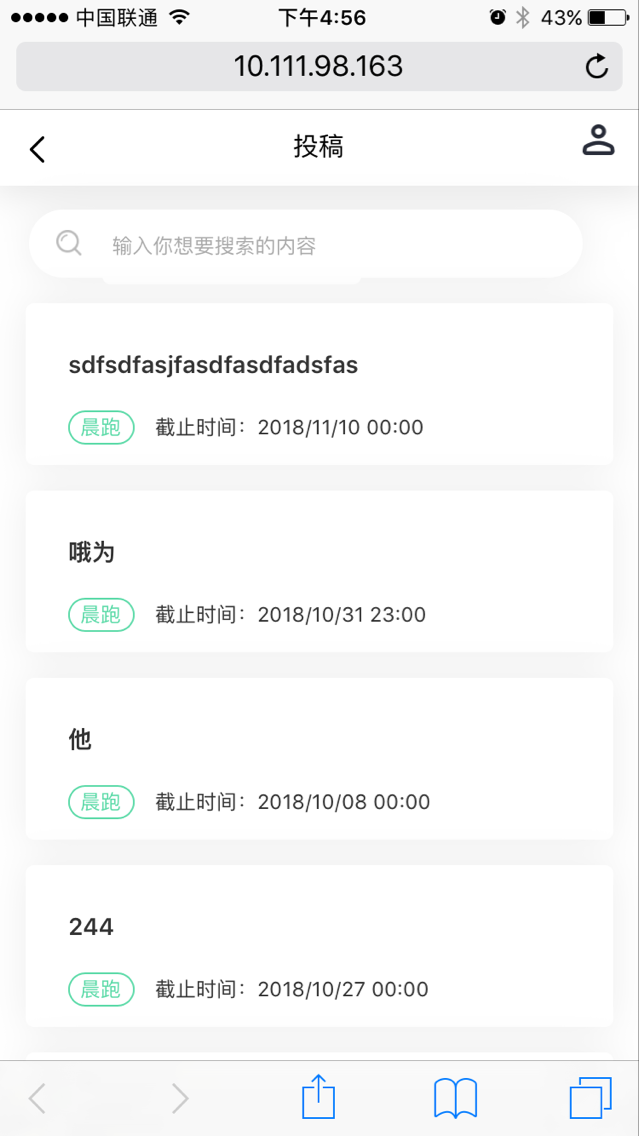 中国联通 下午4:56 43%
10.111.98.163
投稿
输入你想要搜索的内容
sdfsdfasjfasdfasdfadsfas
晨跑 截止时间：2018/11/10 00:00
哦为
晨跑 截止时间：2018/10/31 23:00
他
晨跑 截止时间：2018/10/08 00:00
244
晨跑 截止时间：2018/10/27 00:00